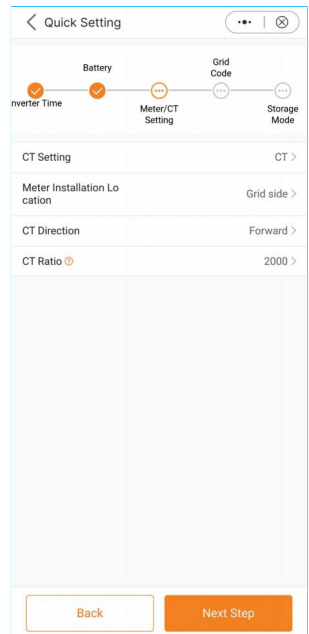 Quick Setting
Battery
Grid
Code
nverter Time
Meter/CT
Setting
Storage
Mode
CT Setting
CT
Meter Installation Lo
cation
Grid side
CT Direction
Forward
CT Ratio
2000
Back
Next Step